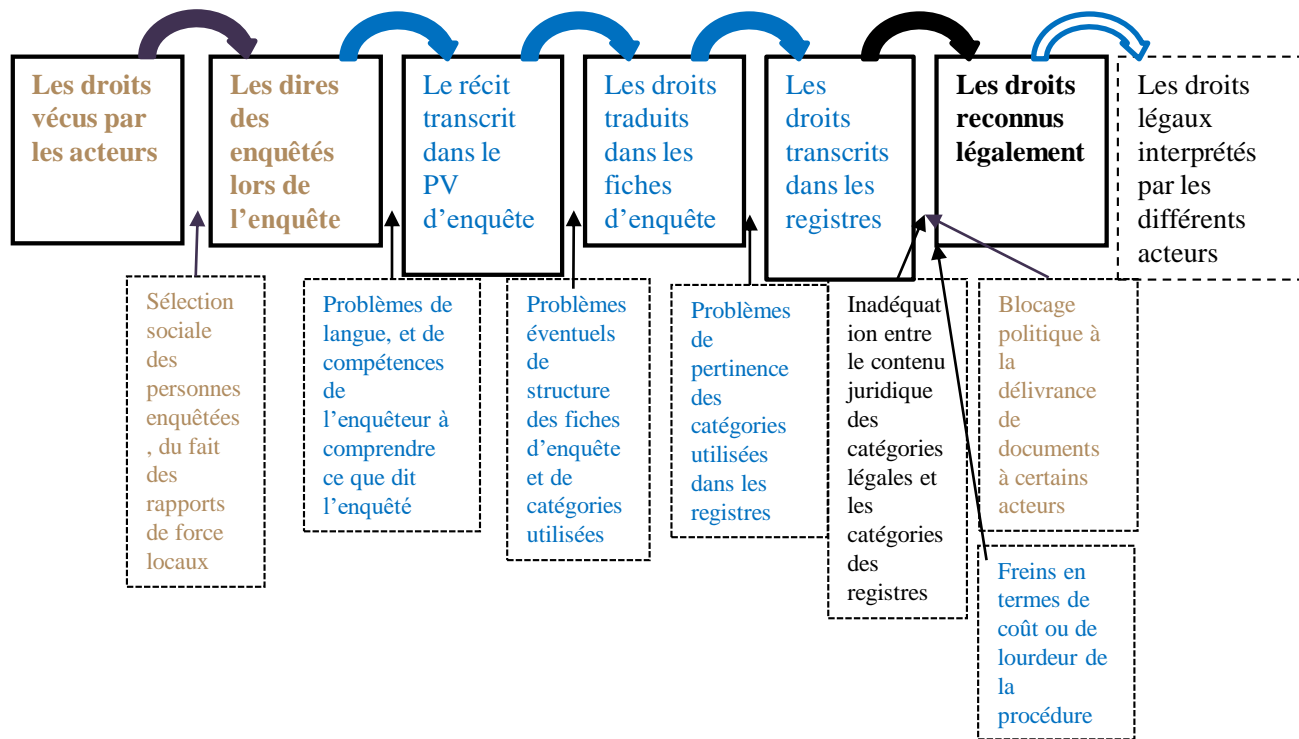 Les droits
vécus par
les acteurs
Les dires
des
enquêtés
lors de
l’enquête
Le récit
transcrit
dans le
PV
d’enquête
Les droits
traduits
dans les
fiches
d’enquête
Les
droits
transcrits
dans les
registres
Les droits
reconnus
légalement
Les droits
légaux
interprétés
par les
différents
acteurs
Sélection
sociale
des
personnes
enquêtées
, du fait
des
rapports
de force
locaux
Problèmes de
langue, et de
compétences
de
l’enquêteur à
comprendre
ce que dit
l’enquêté
Problèmes
éventuels
de
structure
des fiches
d’enquête
et de
catégories
utilisées
Problèmes
de
pertinence
des
catégories
utilisées
dans les
registres
Inadéquat
ion entre
le contenu
juridique
des
catégories
légales et
les
catégories
des
registres
Blocage
politique à
la
délivrance
de
documents
à certains
acteurs
Freins en
termes de
coût ou de
lourdeur de
la
procédure